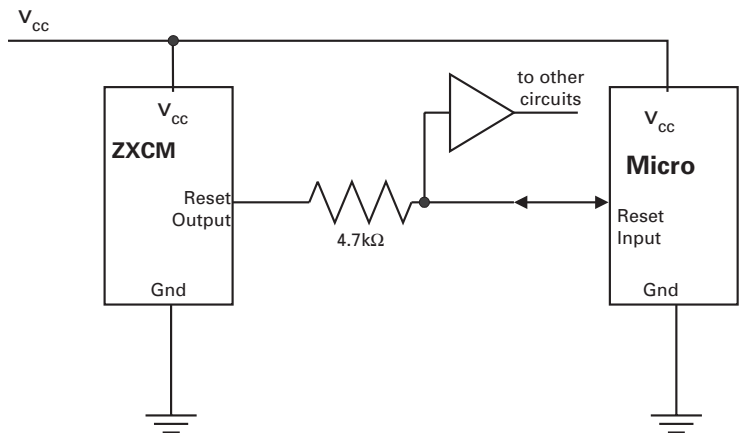 Vcc
to other
circuits
Vcc
ZXCM
Reset
Output
4.7kΩ
Gnd
Vcc
Micro
Reset
Input
Gnd